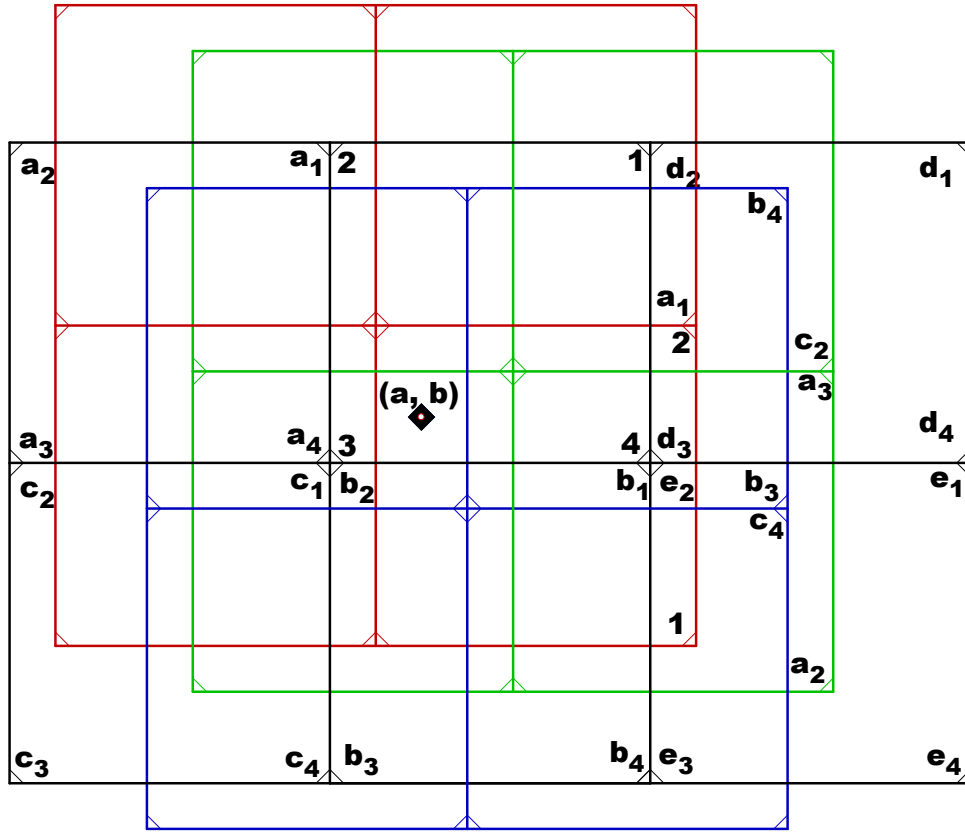 a₂ a₁ 2 1 d₂ d₁
b₄
a₁
2 c₂
a₃
(a, b)
a₃ a₄ 3 4 d₃ d₄
c₂ c₁ b₂ b₁ e₂ b₃ e₁
c₄
1
a₂
c₃ c₄ b₃ b₄ e₃ e₄